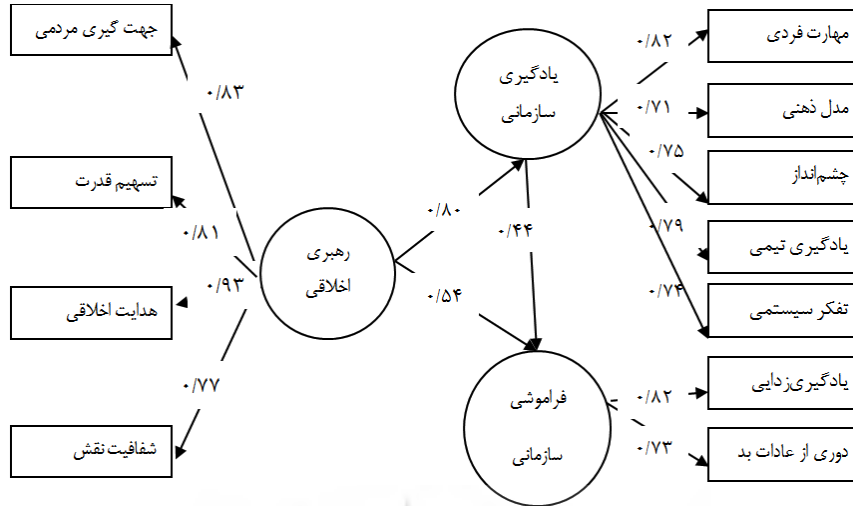 جهت گیری مردمی
۰/۸۳
تسهیم قدرت
۰/۸۱
هدایت اخلاقی
۰/۹۳
شفافیت نقش
۰/۷۷
رهبری
اخلاقی
۰/۸۰
۰/۵۴
یادگیری
سازمانی
۰/۴۴
فراموشی
سازمانی
مهارت فردی
۰/۸۲
مدل ذهنی
۰/۷۱
چشم‌انداز
۰/۷۵
یادگیری تیمی
۰/۷۹
تفکر سیستمی
۰/۷۴
یادگیری‌زدایی
۰/۸۲
دوری از عادات بد
۰/۷۳